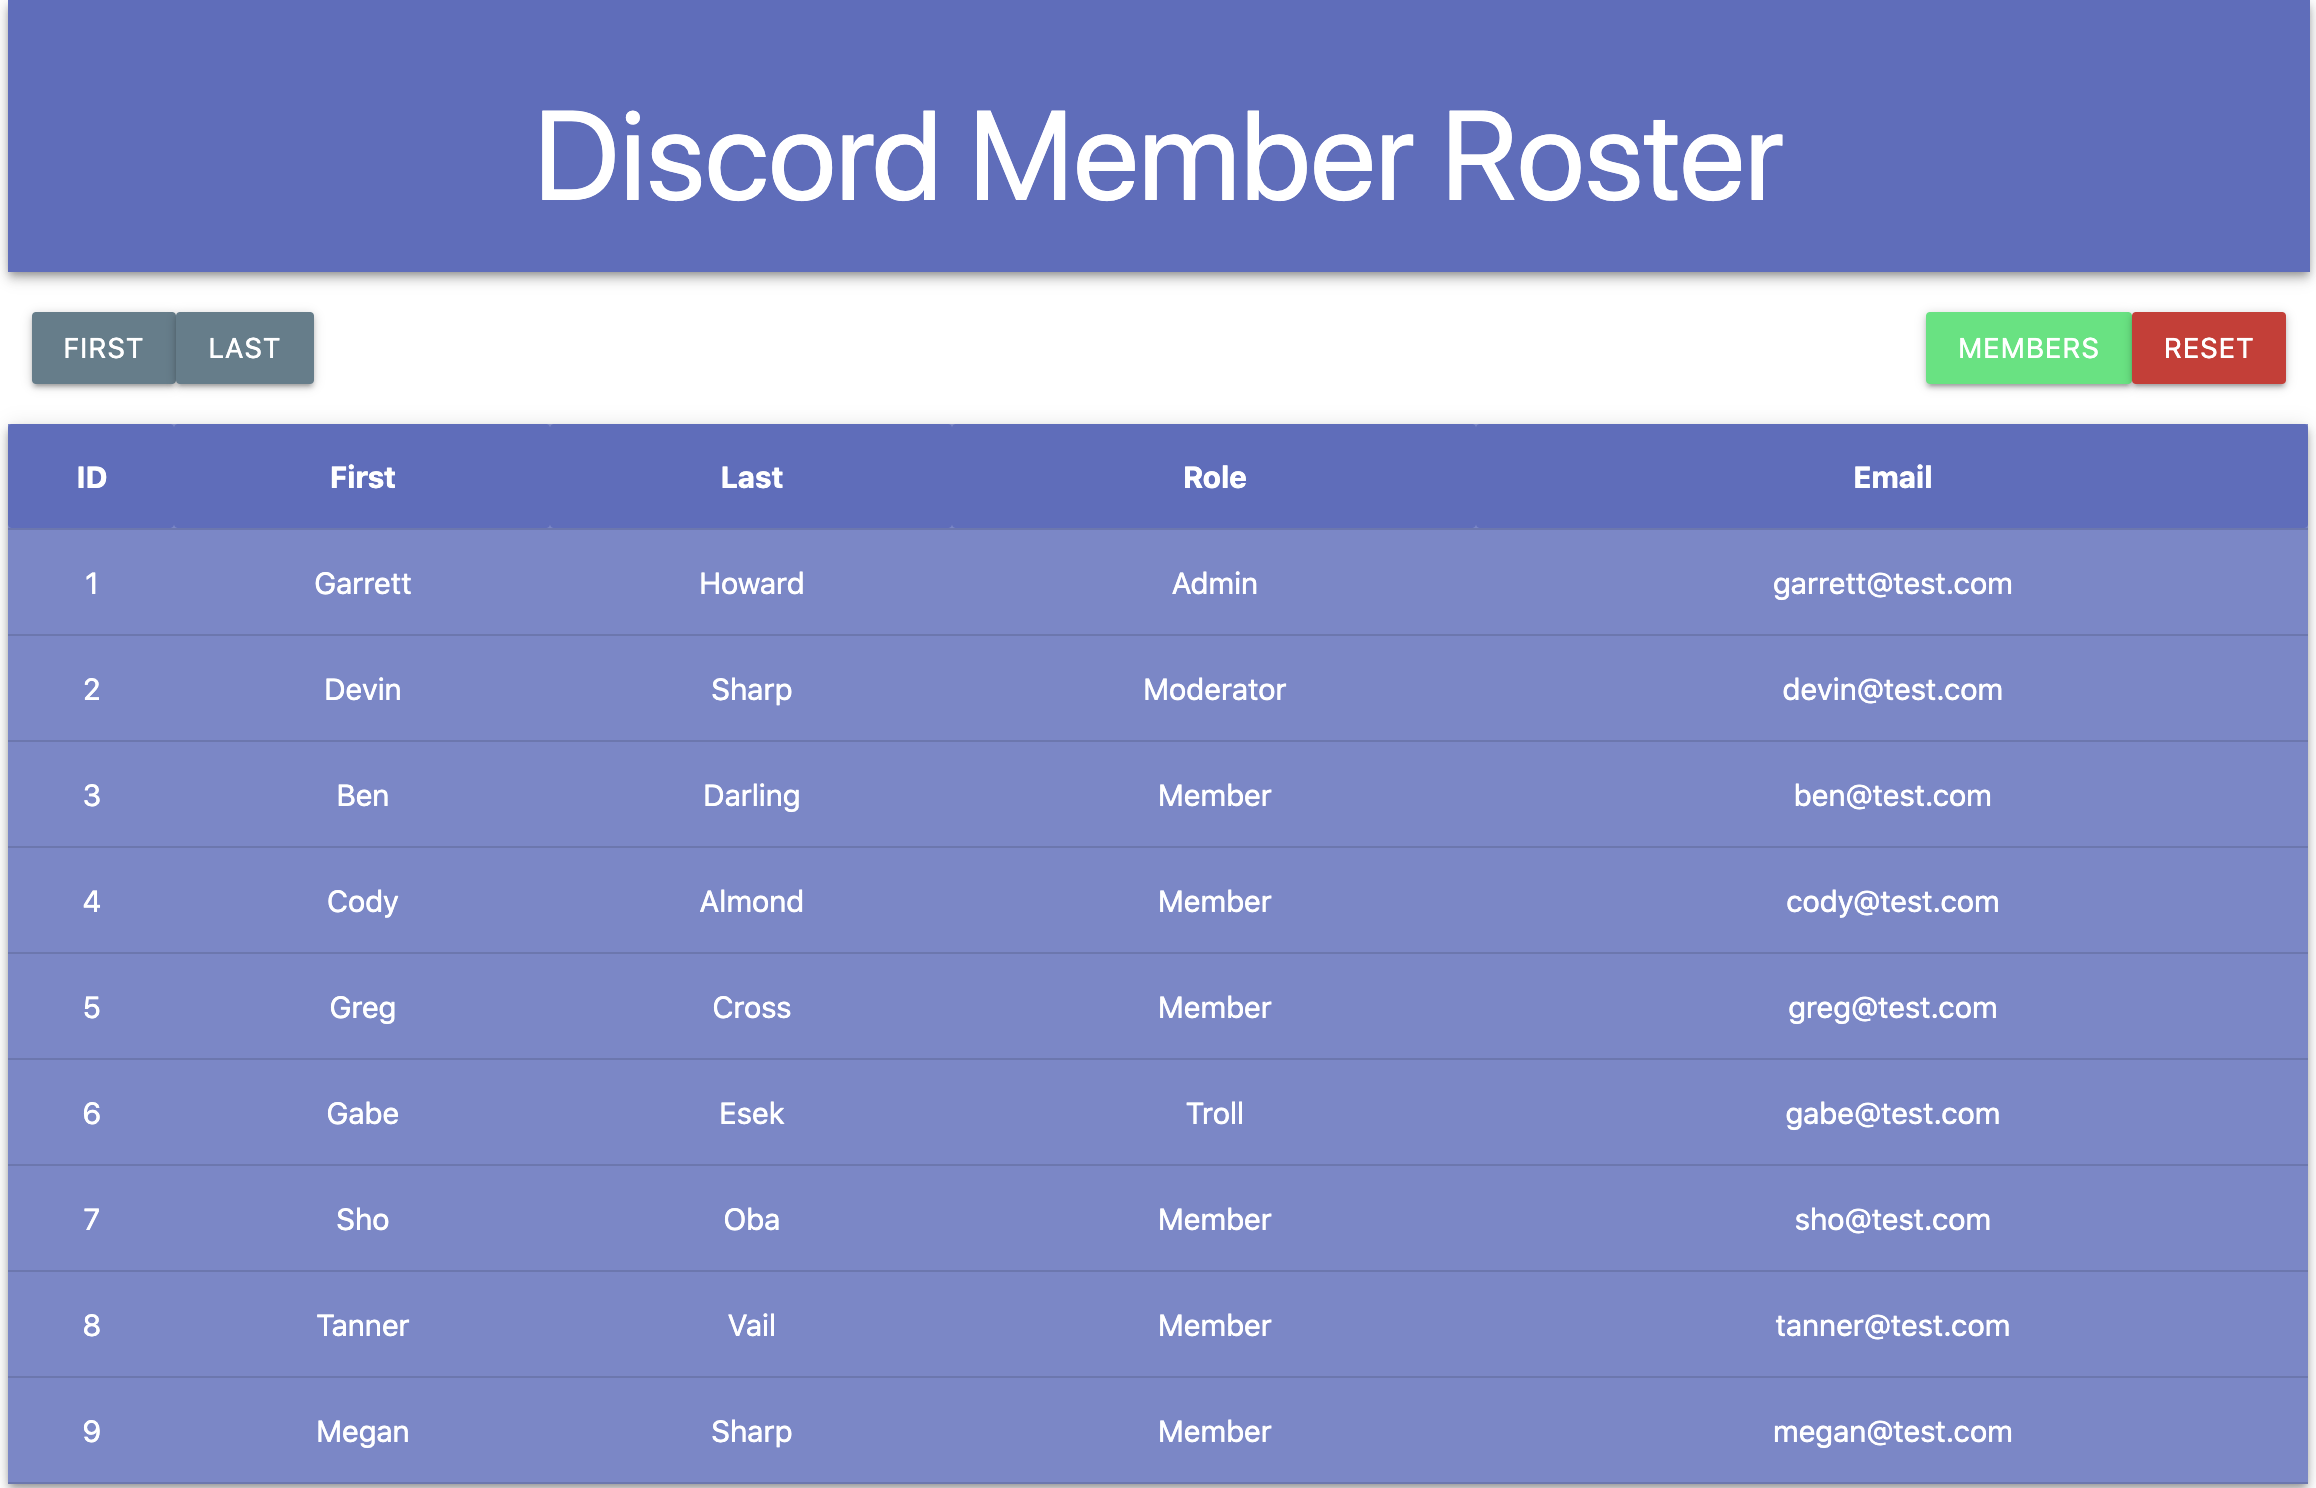 Discord Member Roster
FIRST LAST MEMBERS RESET
ID First Last Role Email
1 Garrett Howard Admin garrett@test.com
2 Devin Sharp Moderator devin@test.com
3 Ben Darling Member ben@test.com
4 Cody Almond Member cody@test.com
5 Greg Cross Member greg@test.com
6 Gabe Esek Troll gabe@test.com
7 Sho Oba Member sho@test.com
8 Tanner Vail Member tanner@test.com
9 Megan Sharp Member megan@test.com